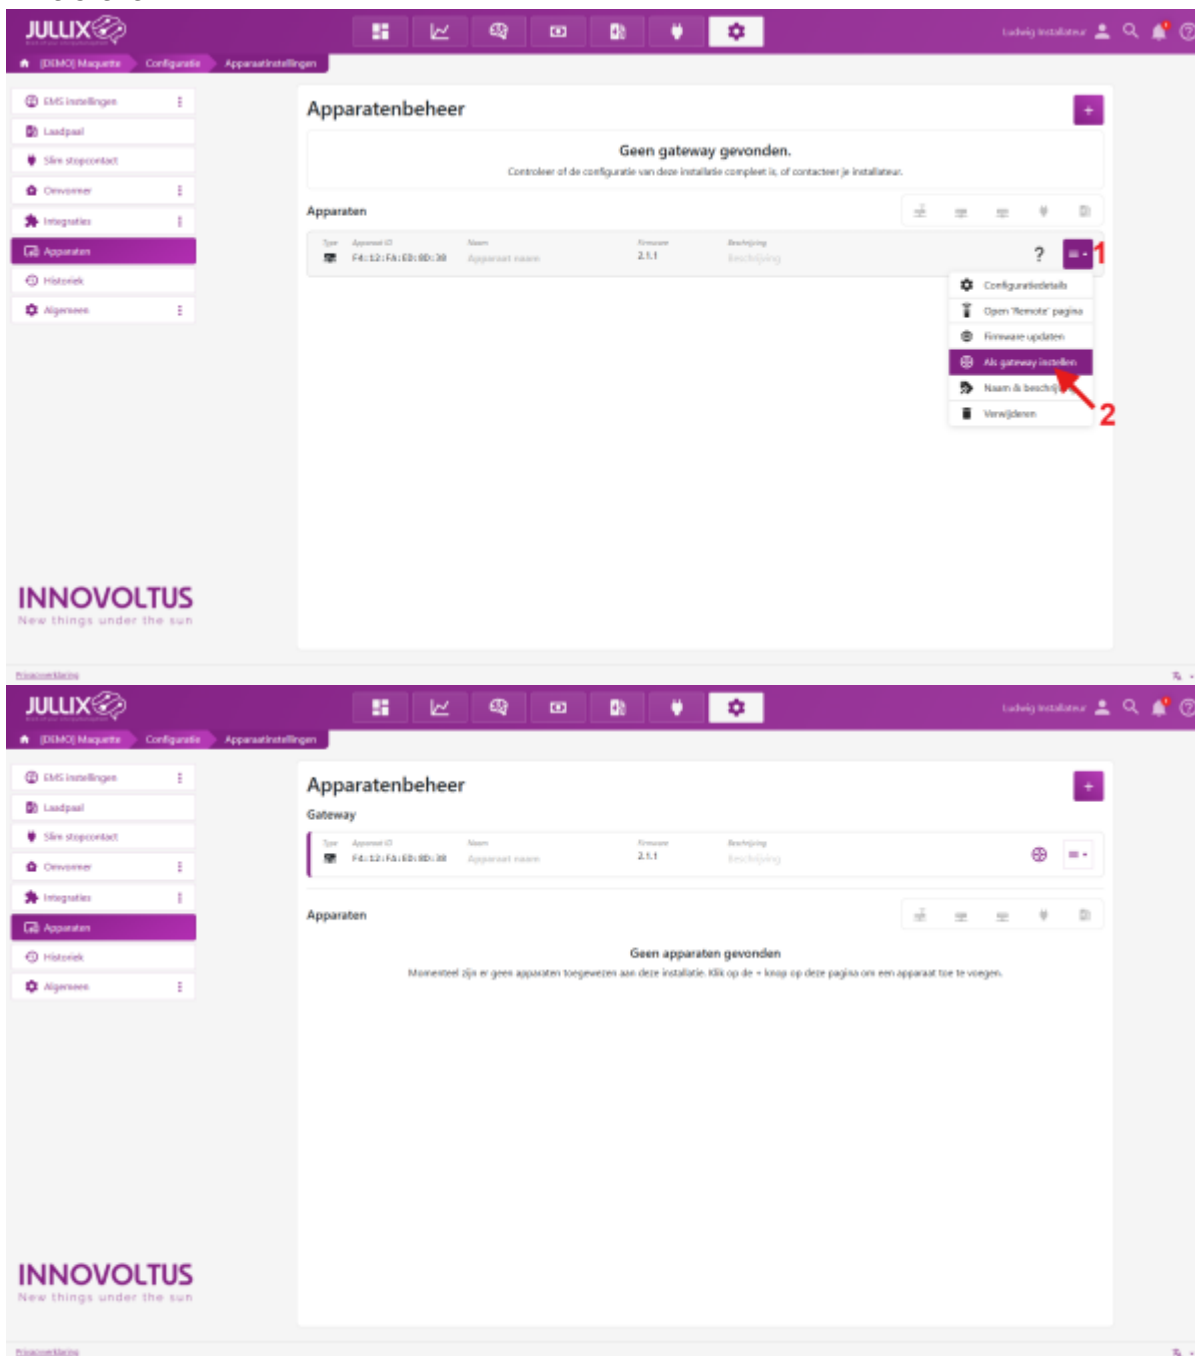 JULLIX
Ludwig Installateur
[DEMO] Maquette
Configuratie
Apparaatinstellingen
EMS instellingen
Laadpaal
Slim stopcontact
Omvormer
Integraties
Apparaten
Historiek
Algemeen
Apparatenbeheer
+
Geen gateway gevonden.
Controleer of de configuratie van deze installatie compleet is, of contacteer je installateur.
Apparaten
Type Apparaat ID Naam Firmware Beschrijving
F4:12:FA:ED:8D:38 Apparaat naam 2.1.1 Beschrijving ? 1
Configuratiedetails
Open 'Remote' pagina
Firmware updaten
Als gateway instellen
Naam & beschrijving
2
Verwijderen
INNOVOLTUS
New things under the sun
Privacyverklaring
JULLIX
Ludwig Installateur
[DEMO] Maquette
Configuratie
Apparaatinstellingen
EMS instellingen
Laadpaal
Slim stopcontact
Omvormer
Integraties
Apparaten
Historiek
Algemeen
Apparatenbeheer
+
Gateway
Type Apparaat ID Naam Firmware Beschrijving
F4:12:FA:ED:8D:38 Apparaat naam 2.1.1 Beschrijving
Apparaten
Geen apparaten gevonden
Momenteel zijn er geen apparaten toegewezen aan deze installatie. Klik op de + knop op deze pagina om een apparaat toe te voegen.
INNOVOLTUS
New things under the sun
Privacyverklaring